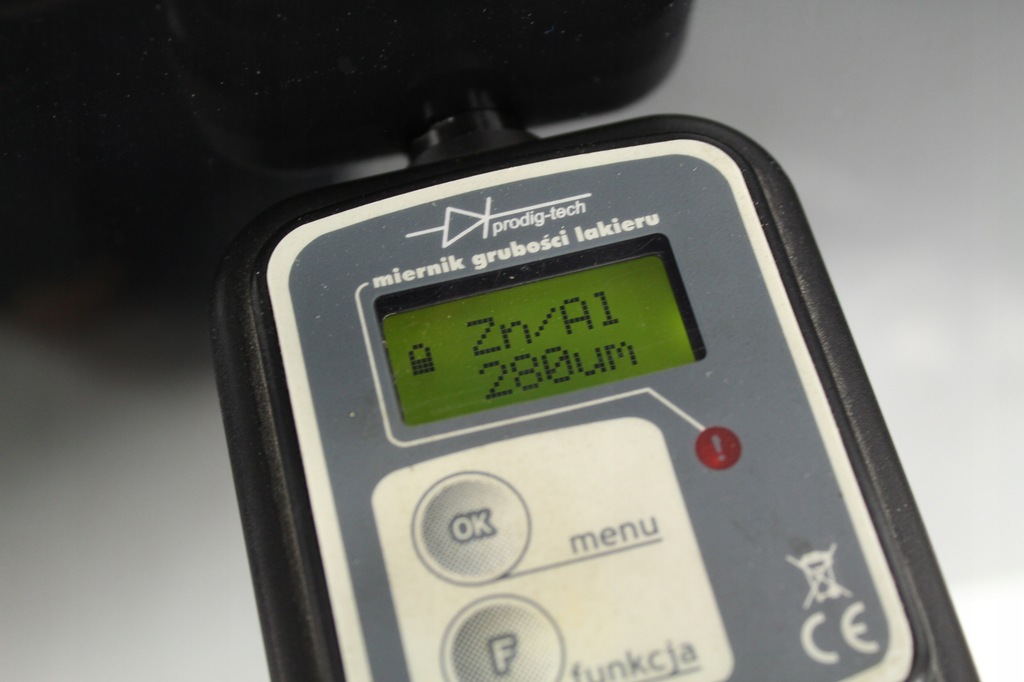 prodig-tech
miernik grubości lakieru
Zn/Al
280um
!
OK
menu
F
funkcja
CE